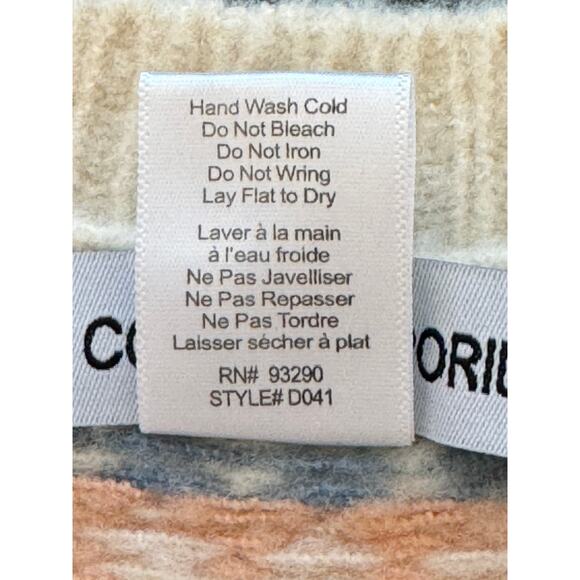 Hand Wash Cold
Do Not Bleach
Do Not Iron
Do Not Wring
Lay Flat to Dry
Laver à la main
à l'eau froide
Ne Pas Javelliser
Ne Pas Repasser
Ne Pas Tordre
Laisser sécher à plat
RN# 93290
STYLE# D041